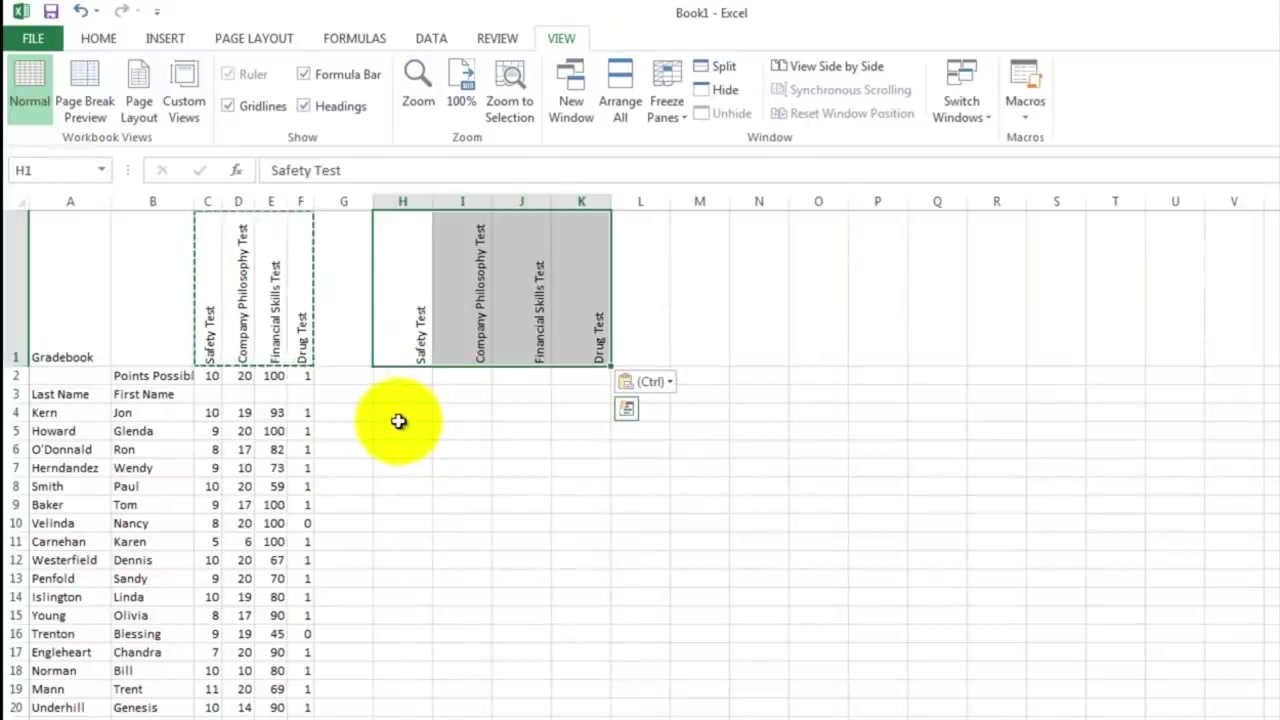 Book1 - Excel
FILE HOME INSERT PAGE LAYOUT FORMULAS DATA REVIEW VIEW
Normal Page Break Preview Page Layout Custom Views
Workbook Views
Ruler Formula Bar
Gridlines Headings
Show
Zoom 100% Zoom to Selection
Zoom
New Window Arrange All Freeze Panes
Split
Hide
Unhide
View Side by Side
Synchronous Scrolling
Reset Window Position
Window
Switch Windows
Macros
Macros
H1 fx Safety Test
A B C D E F G H I J K L M N O P Q R S T U V
1 Gradebook Safety Test Company Philosophy Test Financial Skills Test Drug Test Safety Test Company Philosophy Test Financial Skills Test Drug Test
2 Points Possibl 10 20 100 1
(Ctrl)
3 Last Name First Name
4 Kern Jon 10 19 93 1
5 Howard Glenda 9 20 100 1
6 O'Donnald Ron 8 17 82 1
7 Herndandez Wendy 9 10 73 1
8 Smith Paul 10 20 59 1
9 Baker Tom 9 17 100 1
10 Velinda Nancy 8 20 100 0
11 Carnehan Karen 5 6 100 1
12 Westerfield Dennis 10 20 67 1
13 Penfold Sandy 9 20 70 1
14 Islington Linda 10 19 80 1
15 Young Olivia 8 17 90 1
16 Trenton Blessing 9 19 45 0
17 Engleheart Chandra 7 20 90 1
18 Norman Bill 10 10 80 1
19 Mann Trent 11 20 69 1
20 Underhill Genesis 10 14 90 1